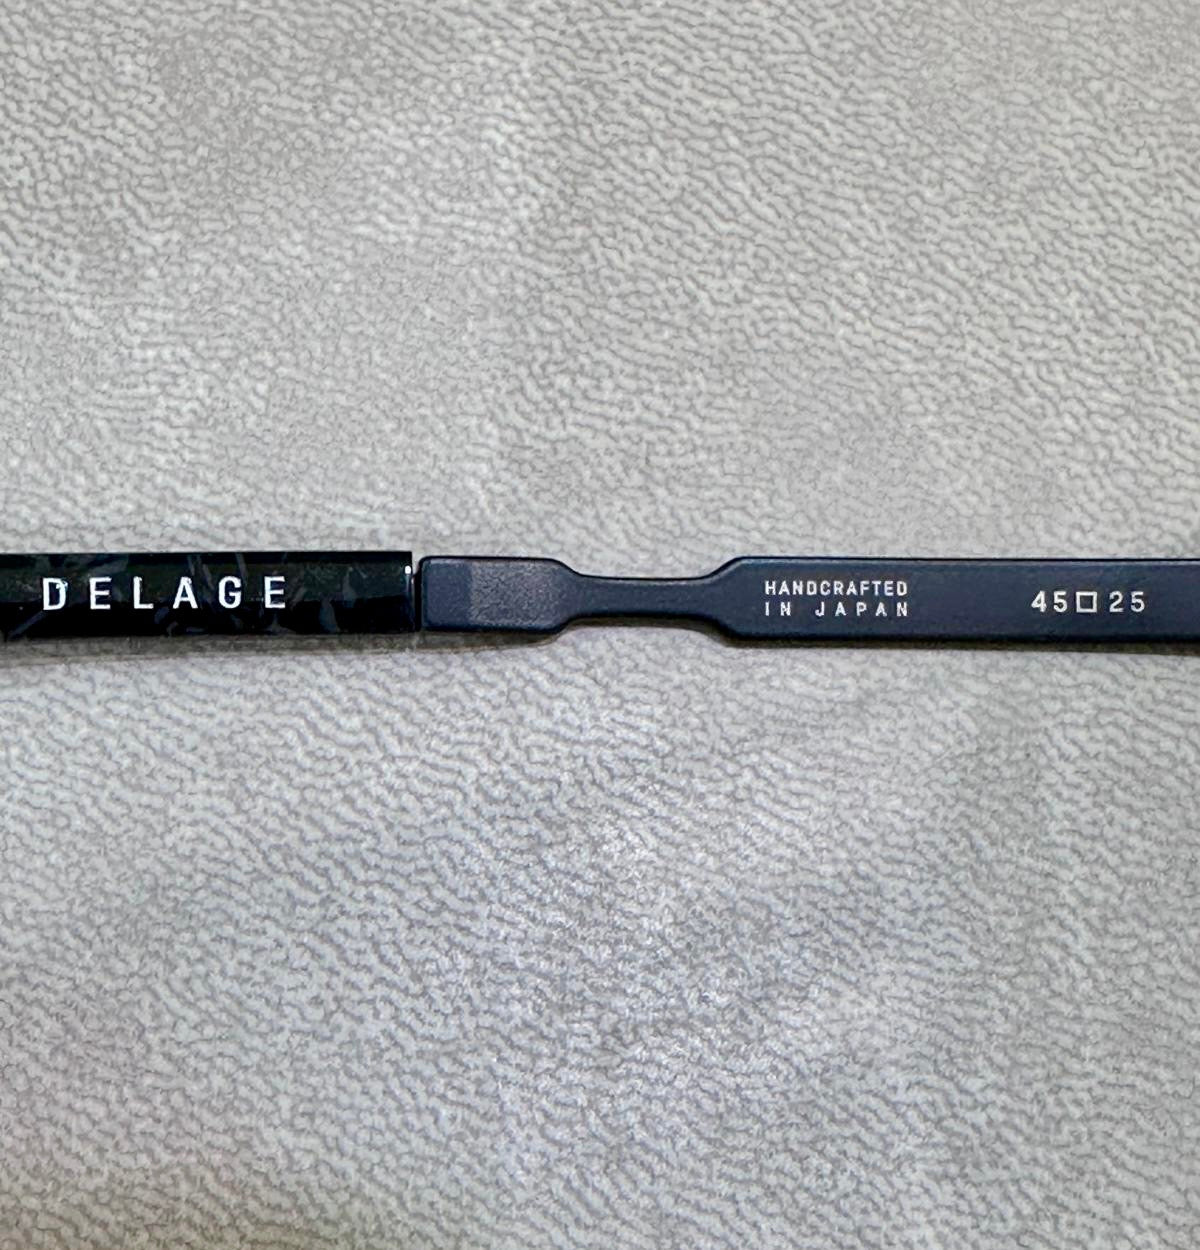 DELAGE
HANDCRAFTED
IN JAPAN
45□25